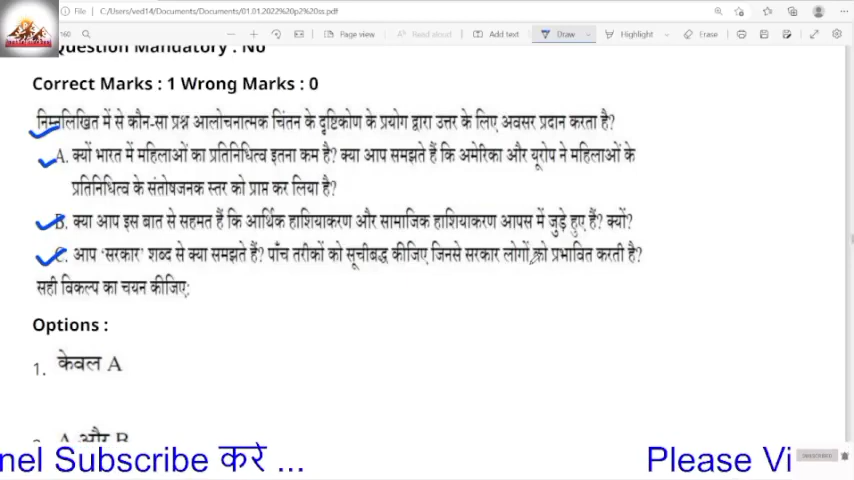 File | C:/Users/ved14/Documents/Documents/01.01.2022%20p2%20ss.pdf
Page view
Read aloud
Add text
Draw
Highlight
Erase
Question Mandatory : No
Correct Marks : 1 Wrong Marks : 0
निम्नलिखित में से कौन-सा प्रश्न आलोचनात्मक चिंतन के दृष्टिकोण के प्रयोग द्वारा उत्तर के लिए अवसर प्रदान करता है?
A. क्यों भारत में महिलाओं का प्रतिनिधित्व इतना कम है? क्या आप समझते हैं कि अमेरिका और यूरोप ने महिलाओं के
प्रतिनिधित्व के संतोषजनक स्तर को प्राप्त कर लिया है?
B. क्या आप इस बात से सहमत हैं कि आर्थिक हाशियाकरण और सामाजिक हाशियाकरण आपस में जुड़े हुए हैं? क्यों?
C. आप 'सरकार' शब्द से क्या समझते हैं? पाँच तरीकों को सूचीबद्ध कीजिए जिनसे सरकार लोगों को प्रभावित करती है?
सही विकल्प का चयन कीजिए:
Options :
1. केवल A
A और B
nel Subscribe करे ... Please Vi